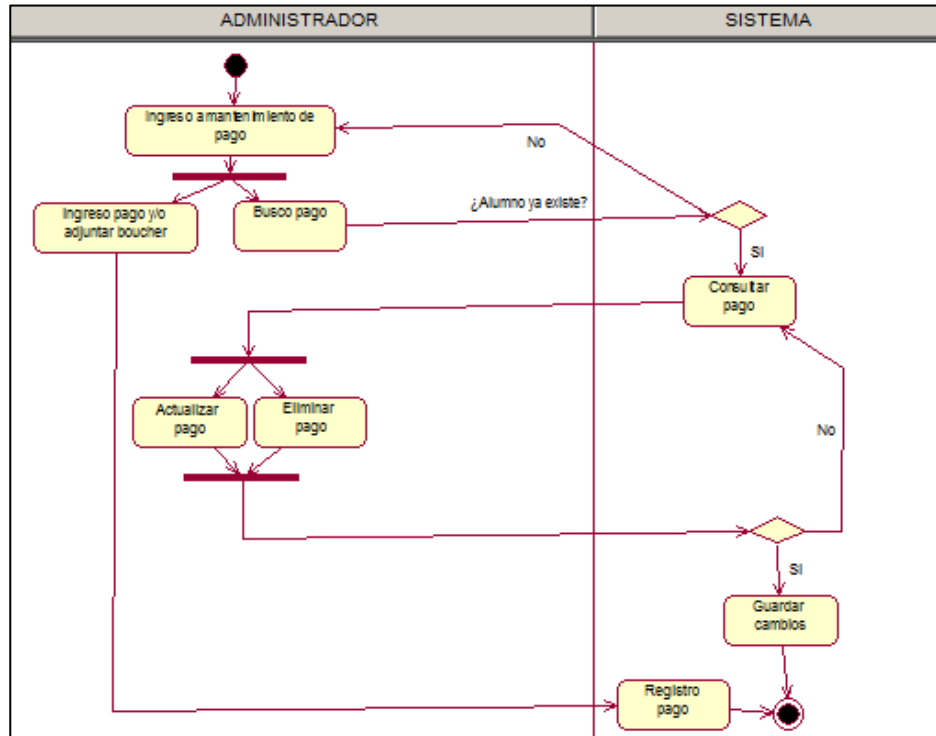 ADMINISTRADOR
SISTEMA
Ingreso a mantenimiento de
pago
No
Ingreso pago y/o
adjuntar boucher
Busco pago
¿Alumno ya existe?
SI
Consultar
pago
Actualizar
pago
Eliminar
pago
No
SI
Guardar
cambios
Registro
pago